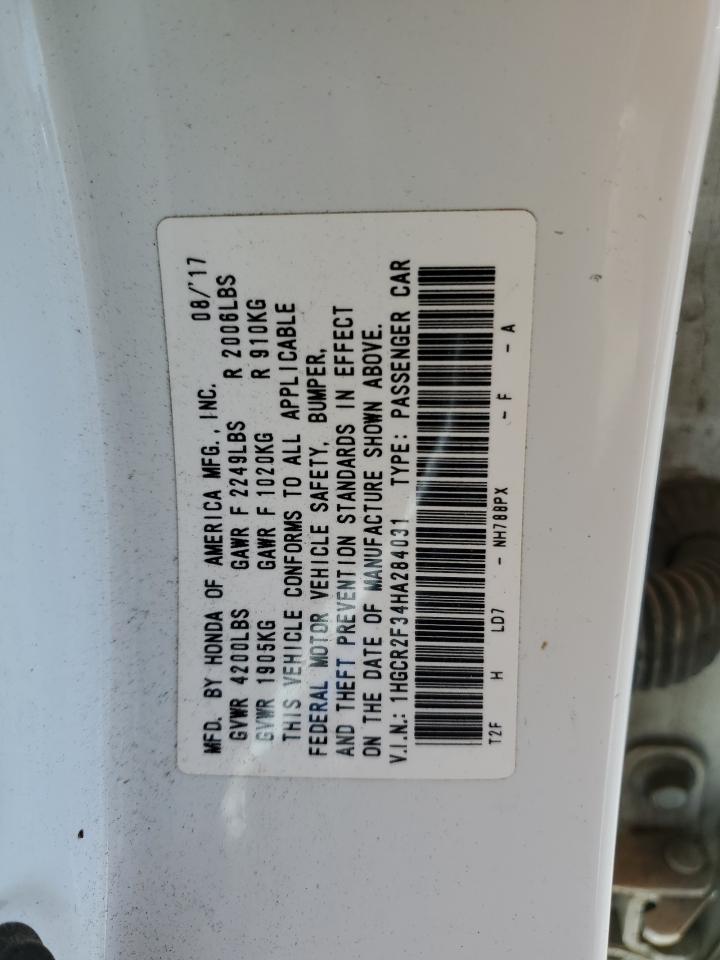 MFD. BY HONDA OF AMERICA MFG., INC. 08/'17
GVWR 4200LBS GAWR F 2249LBS R 2006LBS
GVWR 1905KG GAWR F 1020KG R 910KG
THIS VEHICLE CONFORMS TO ALL APPLICABLE
FEDERAL MOTOR VEHICLE SAFETY, BUMPER,
AND THEFT PREVENTION STANDARDS IN EFFECT
ON THE DATE OF MANUFACTURE SHOWN ABOVE.
V.I.N.: 1HGCR2F34HA284031 TYPE: PASSENGER CAR
T2F H LD7 - NH788PX - F - A